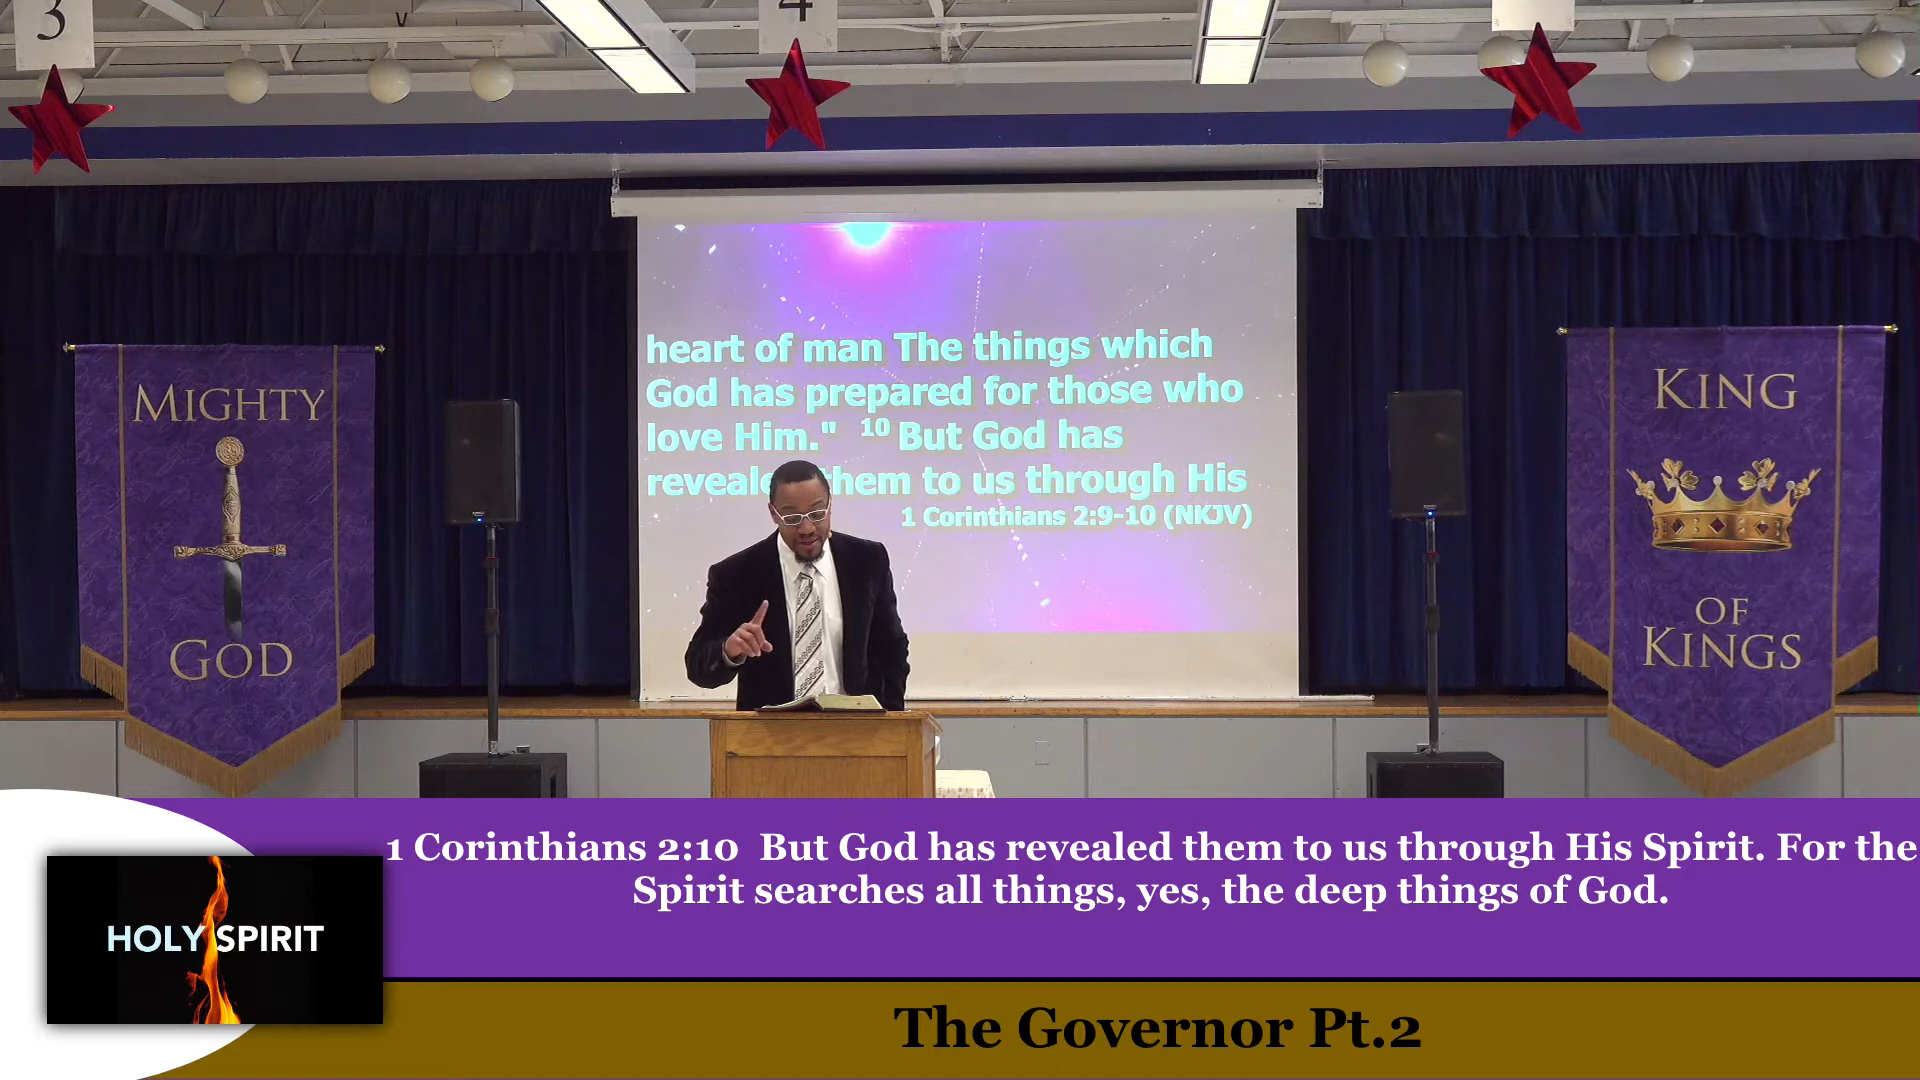 3
4
heart of man The things which
God has prepared for those who
love Him." 10 But God has
revealed them to us through His
1 Corinthians 2:9-10 (NKJV)
MIGHTY
GOD
KING
OF
KINGS
1 Corinthians 2:10 But God has revealed them to us through His Spirit. For the
Spirit searches all things, yes, the deep things of God.
HOLY SPIRIT
The Governor Pt.2